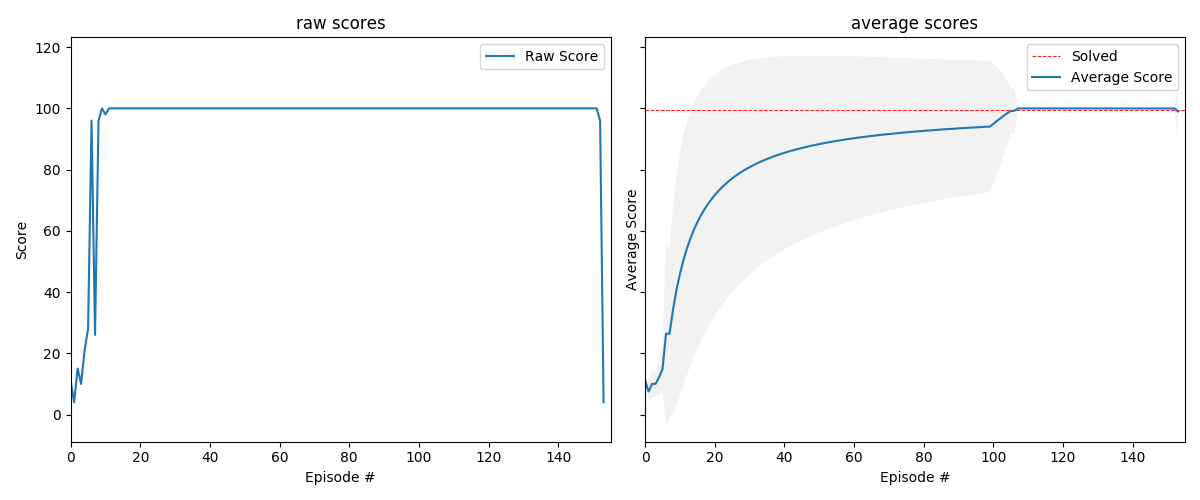 raw scores
Raw Score
Score
120
100
80
60
40
20
0
0 20 40 60 80 100 120 140
Episode #
average scores
Solved
Average Score
Average Score
0 20 40 60 80 100 120 140
Episode #